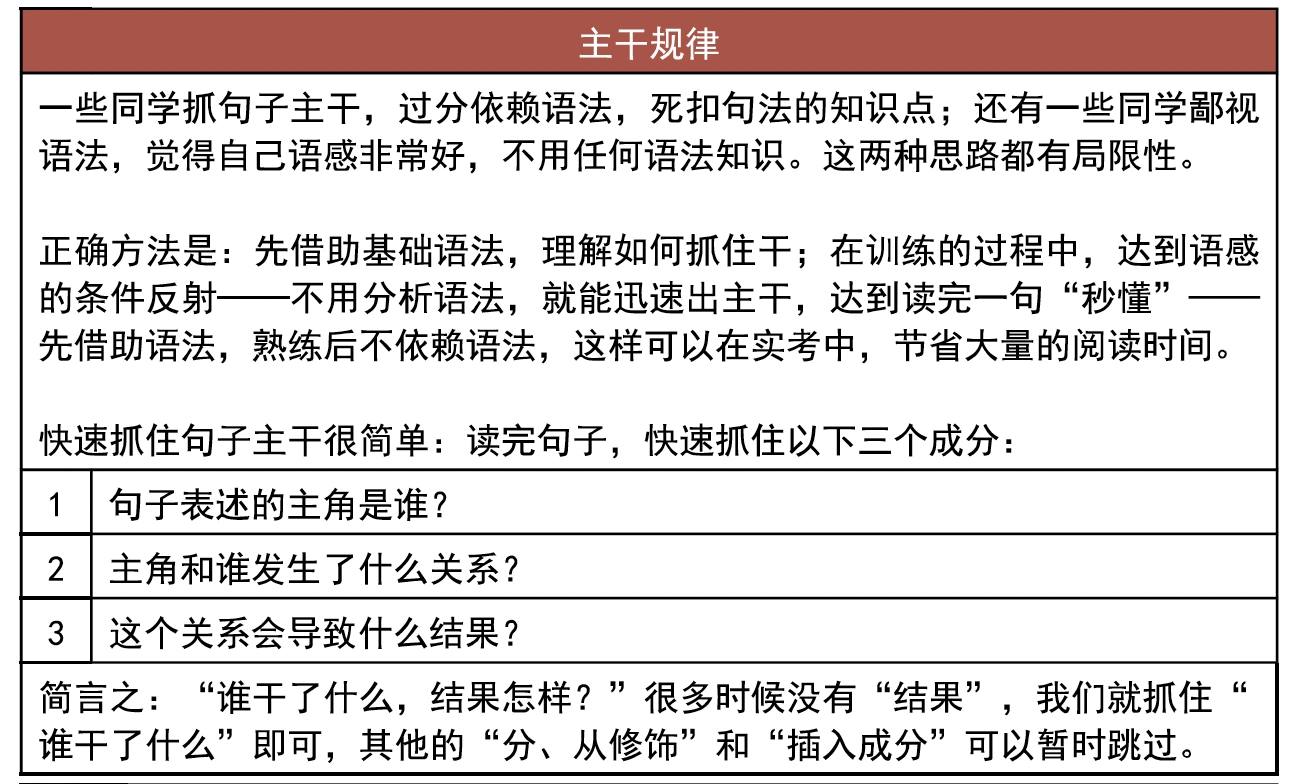 主干规律
一些同学抓句子主干，过分依赖语法，死扣句法的知识点；还有一些同学鄙视
语法，觉得自己语感非常好，不用任何语法知识。这两种思路都有局限性。
正确方法是：先借助基础语法，理解如何抓住干；在训练的过程中，达到语感
的条件反射——不用分析语法，就能迅速出主干，达到读完一句“秒懂”——
先借助语法，熟练后不依赖语法，这样可以在实考中，节省大量的阅读时间。
快速抓住句子主干很简单：读完句子，快速抓住以下三个成分：
1 句子表述的主角是谁？
2 主角和谁发生了什么关系？
3 这个关系会导致什么结果？
简言之：“谁干了什么，结果怎样？”很多时候没有“结果”，我们就抓住“
谁干了什么”即可，其他的“分、从修饰”和“插入成分”可以暂时跳过。